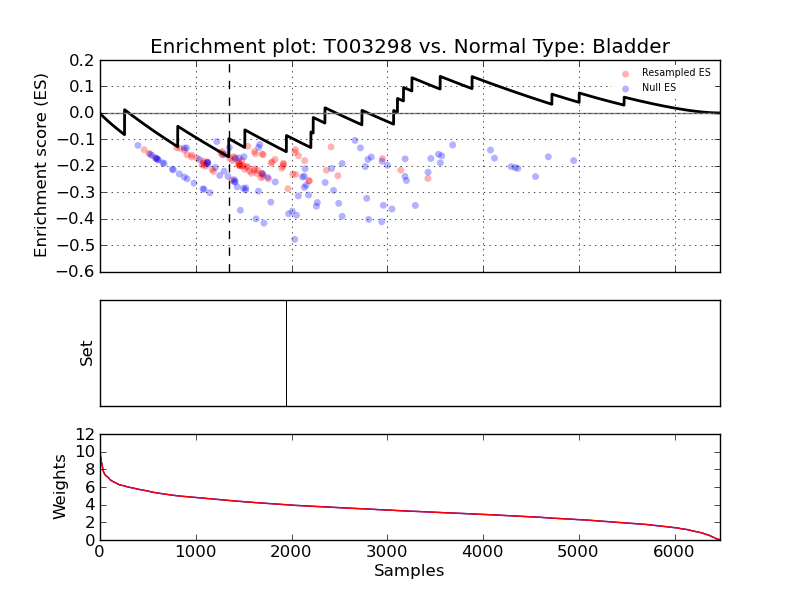 Enrichment plot: T003298 vs. Normal Type: Bladder
Enrichment score (ES)
0.2
0.1
0.0
−0.1
−0.2
−0.3
−0.4
−0.5
−0.6
Resampled ES
Null ES
Set
Weights
12
10
8
6
4
2
0
0 1000 2000 3000 4000 5000 6000
Samples